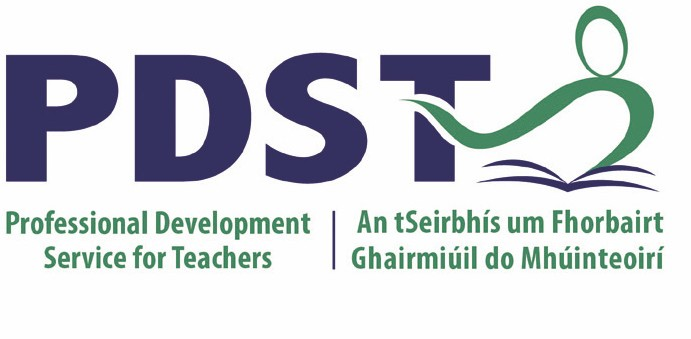 PDST
Professional Development
Service for Teachers
An tSeirbhís um Fhorbairt
Ghairmiúil do Mhúinteoirí